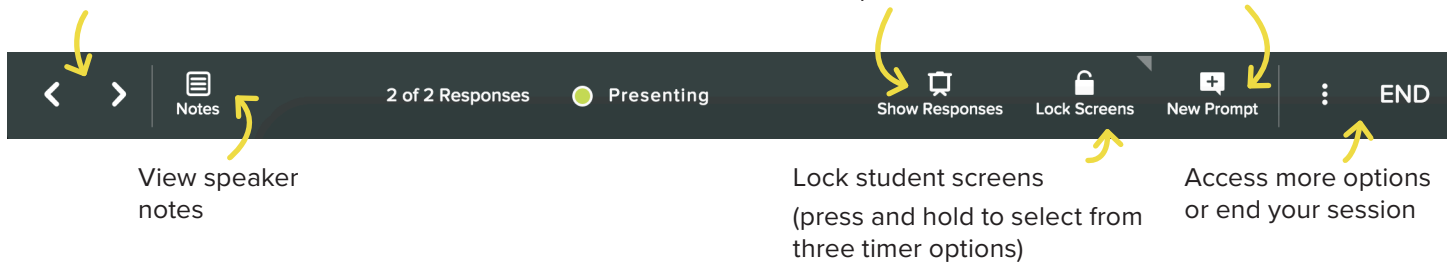 Notes
2 of 2 Responses
Presenting
Show Responses
Lock Screens
New Prompt
END
View speaker
notes
Lock student screens
(press and hold to select from
three timer options)
Access more options
or end your session